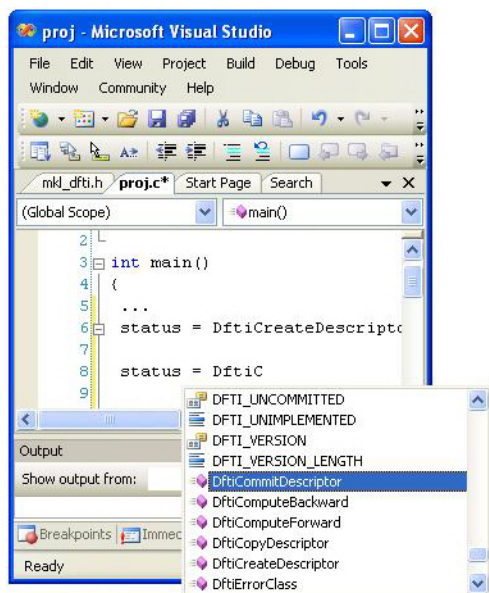 proj - Microsoft Visual Studio
File Edit View Project Build Debug Tools
Window Community Help
mkl_dfti.h proj.c* Start Page Search
(Global Scope) main()
2
3 int main()
4 {
5 ...
6 status = DftiCreateDescripto
7
8 status = DftiC
9
DFTI_UNCOMMITTED
DFTI_UNIMPLEMENTED
DFTI_VERSION
DFTI_VERSION_LENGTH
DftiCommitDescriptor
DftiComputeBackward
DftiComputeForward
DftiCopyDescriptor
DftiCreateDescriptor
DftiErrorClass
Output
Show output from:
Breakpoints Immec
Ready